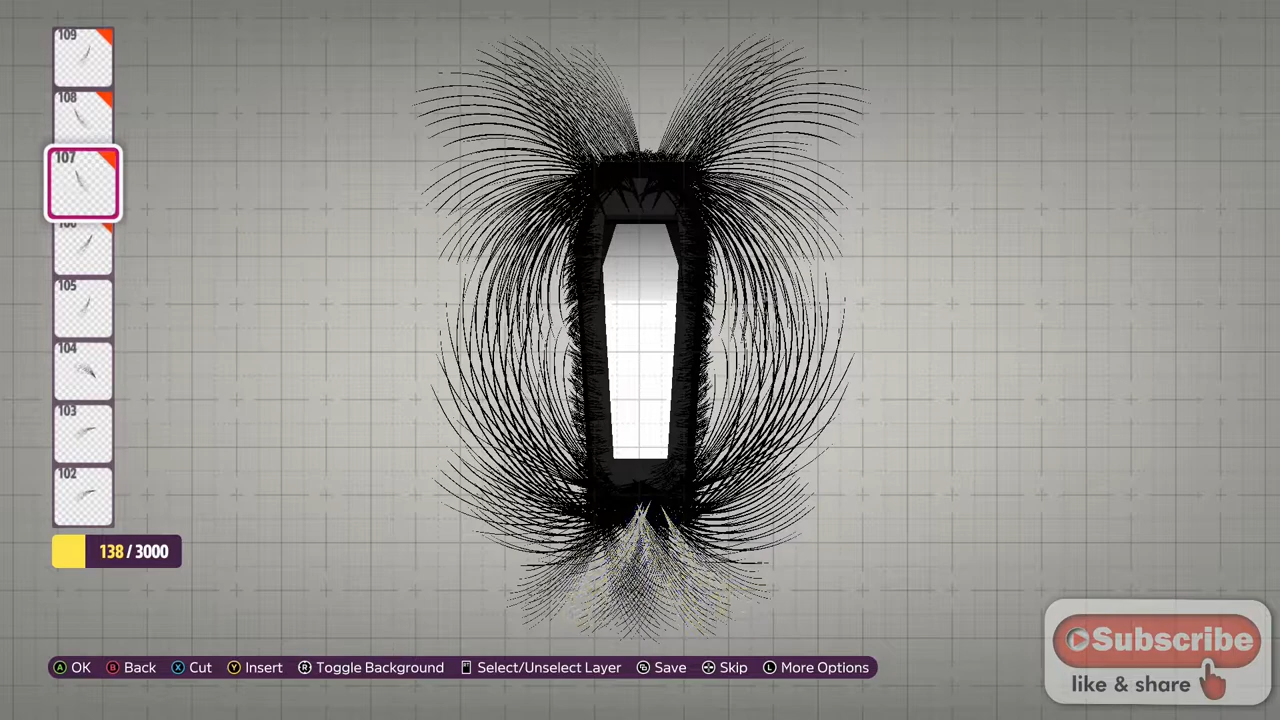 109
108
107
106
105
104
103
102
138 / 3000
A OK B Back X Cut Y Insert R Toggle Background Select/Unselect Layer Save Skip L More Options
Subscribe
like & share